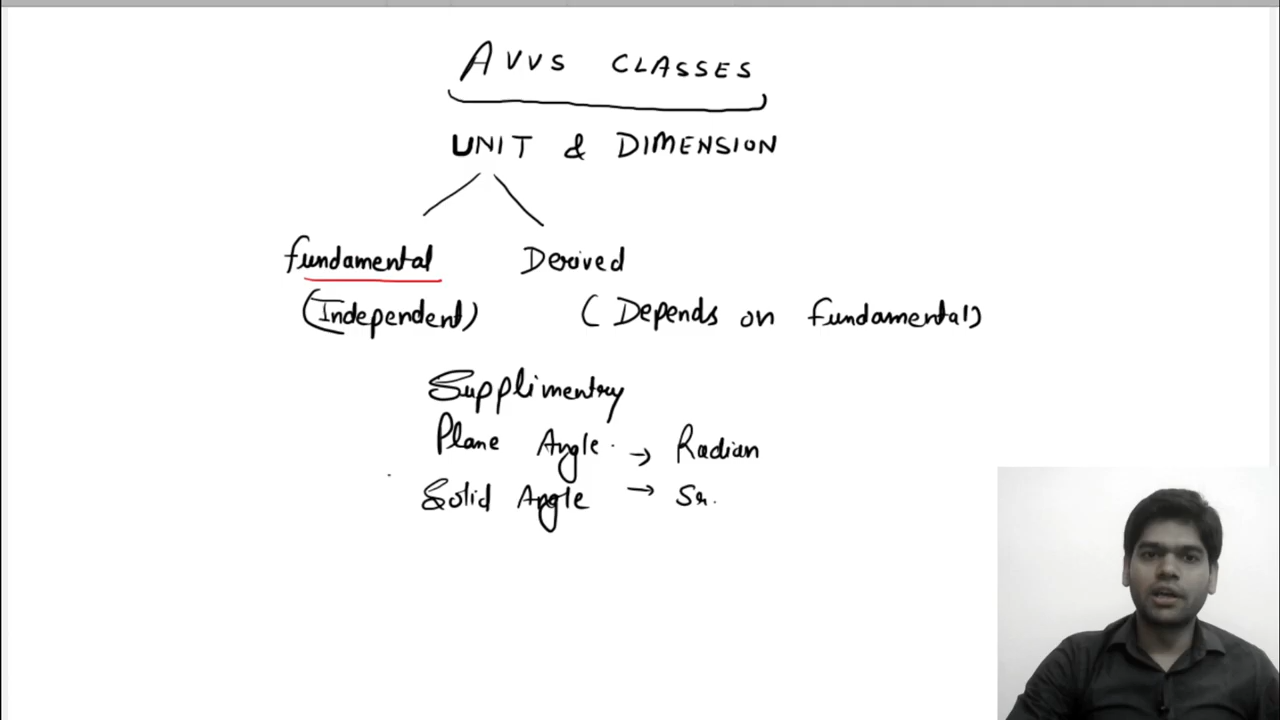 AVVS CLASSES
UNIT & DIMENSION
fundamental Derived
(Independent) (Depends on fundamental)
Supplimentry
Plane Angle → Radian
Solid Angle → Sr.